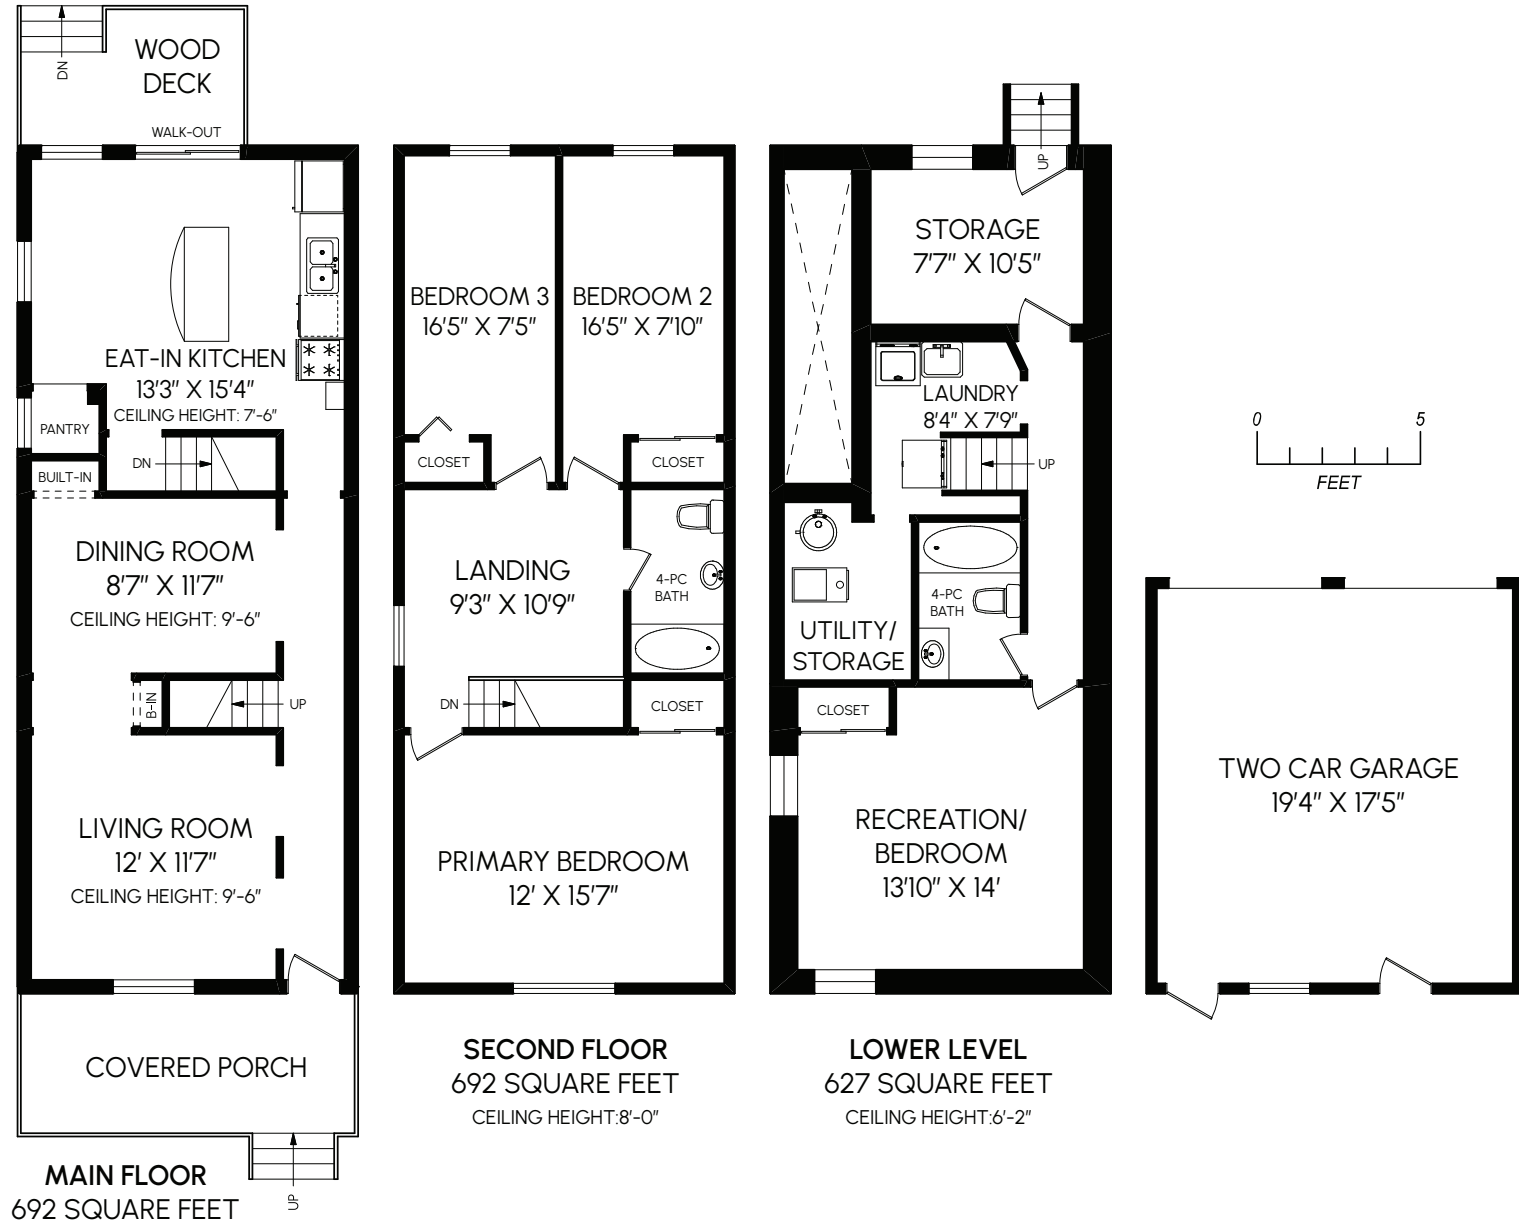 DN
WOOD
DECK
WALK-OUT
EAT-IN KITCHEN
13'3" X 15'4"
CEILING HEIGHT: 7'-6"
PANTRY
BUILT-IN
DN
DINING ROOM
8'7" X 11'7"
CEILING HEIGHT: 9'-6"
B-IN
UP
LIVING ROOM
12' X 11'7"
CEILING HEIGHT: 9'-6"
COVERED PORCH
UP
MAIN FLOOR
692 SQUARE FEET
BEDROOM 3
16'5" X 7'5"
BEDROOM 2
16'5" X 7'10"
CLOSET
CLOSET
LANDING
9'3" X 10'9"
4-PC
BATH
DN
CLOSET
PRIMARY BEDROOM
12' X 15'7"
SECOND FLOOR
692 SQUARE FEET
CEILING HEIGHT:8'-0"
UP
STORAGE
7'7" X 10'5"
LAUNDRY
8'4" X 7'9"
UP
UTILITY/
STORAGE
4-PC
BATH
CLOSET
RECREATION/
BEDROOM
13'10" X 14'
LOWER LEVEL
627 SQUARE FEET
CEILING HEIGHT:6'-2"
0 5
FEET
TWO CAR GARAGE
19'4" X 17'5"